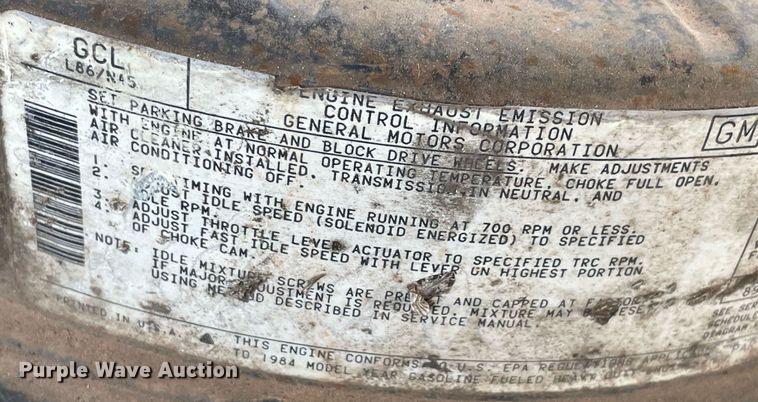 GCL
L86/N45
ENGINE EXHAUST EMISSION
CONTROL INFORMATION
GENERAL MOTORS CORPORATION
GM
SET PARKING BRAKE AND BLOCK DRIVE WHEELS. MAKE ADJUSTMENTS
WITH ENGINE AT NORMAL OPERATING TEMPERATURE, CHOKE FULL OPEN,
AIR CLEANER INSTALLED, TRANSMISSION IN NEUTRAL, AND
AIR CONDITIONING OFF.
1. TIMING WITH ENGINE RUNNING AT 700 RPM OR LESS.
2. IDLE SPEED (SOLENOID ENERGIZED) TO SPECIFIED
IDLE RPM.
3. ADJUST THROTTLE LEVER ACTUATOR TO SPECIFIED TRC RPM.
4. ADJUST FAST IDLE SPEED WITH LEVER ON HIGHEST PORTION
OF CHOKE CAM.
NOTE: IDLE MIXTURE SCREWS ARE AND CAPPED AT
IF MAJOR ADJUSTMENT IS REQUIRED, MIXTURE MAY BE
USING DESCRIBED IN SERVICE MANUAL.
PRINTED IN U.S.A.
THIS ENGINE CONFORMS TO U.S. EPA REGULATIONS
TO 1984 MODEL YEAR GASOLINE FUELED HEAVY DUTY
SEE
SCHEDULE
Purple Wave Auction